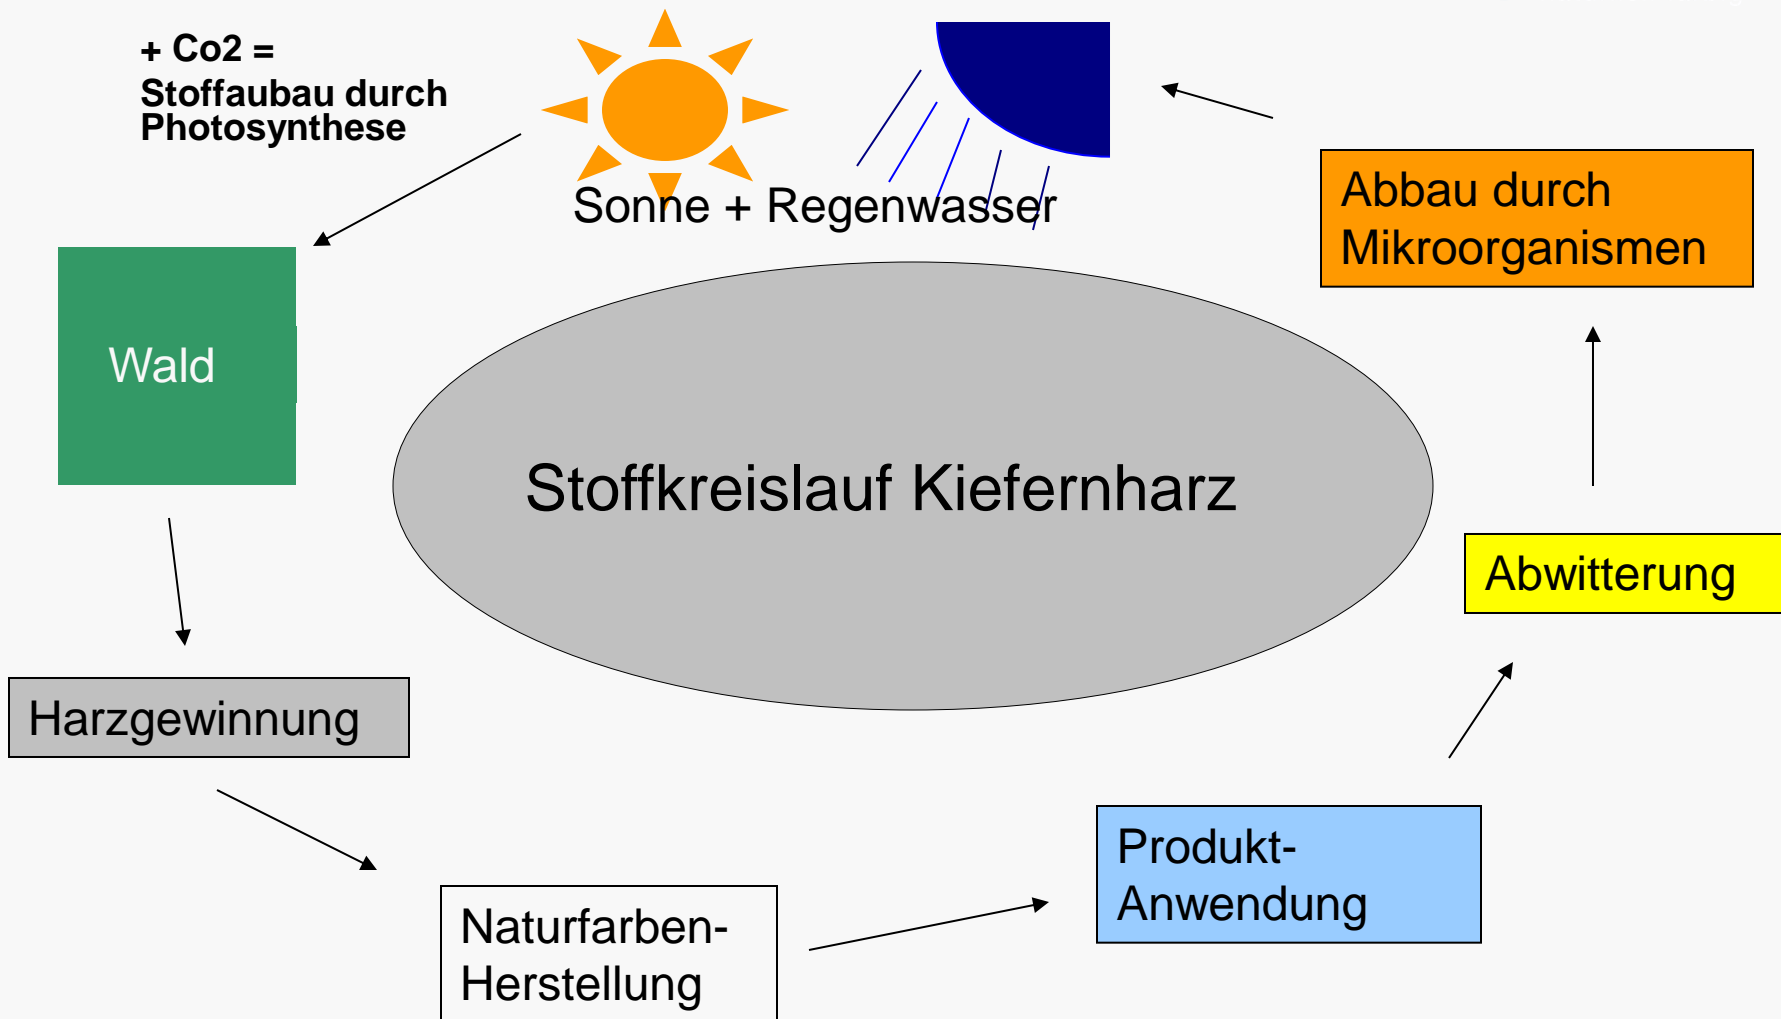 + Co2 =
Stoffaubau durch
Photosynthese
Sonne + Regenwasser
Abbau durch
Mikroorganismen
Wald
Stoffkreislauf Kiefernharz
Abwitterung
Harzgewinnung
Produkt-
Anwendung
Naturfarben-
Herstellung